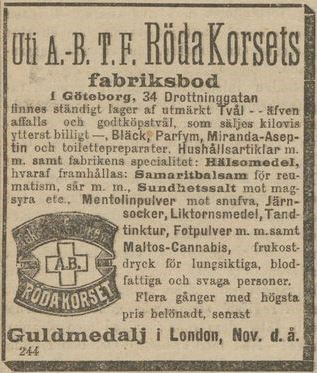 Uti A.-B. T. F. Röda Korsets
fabriksbod
i Göteborg, 34 Drottninggatan
finnes ständigt lager af utmärkt Tvål - - äfven
affalls och godtköpstvål, som säljes kilovis
ytterst billigt —, Bläck, Parfym, Miranda-Asep-
tin och toilettepreparater. Hushållsartiklar m.
m. samt fabrikens specialitet: Hälsomedel,
hvaraf framhållas: Samaritbalsam för reu-
matism, sår m. m., Sundhetssalt mot mag-
syra etc., Mentolinpulver mot snufva, Järn-
socker, Liktornsmedel, Tand-
tinktur, Fotpulver m. m. samt
Maltos-Cannabis, frukost-
dryck för lungsiktiga, blod-
fattiga och svaga personer.
Flera gånger med högsta
pris belönadt, senast
A.B.
RÖDA KORSET
Guldmedalj i London, Nov. d. å.
244